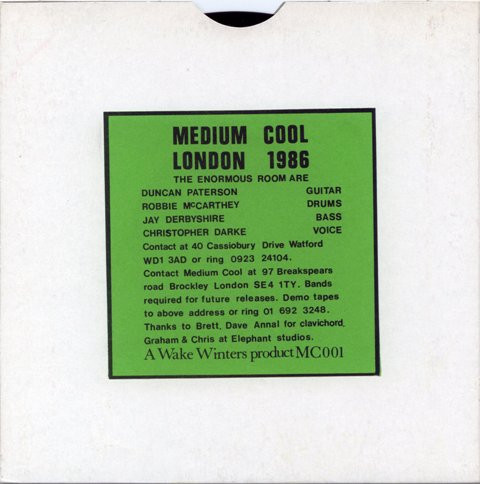 MEDIUM COOL
LONDON 1986
THE ENORMOUS ROOM ARE
DUNCAN PATERSON GUITAR
ROBBIE McCARTHEY DRUMS
JAY DERBYSHIRE BASS
CHRISTOPHER DARKE VOICE
Contact at 40 Cassiobury Drive Watford
WD1 3AD or ring 0923 24104.
Contact Medium Cool at 97 Breakspears
road Brockley London SE4 1TY. Bands
required for future releases. Demo tapes
to above address or ring 01 692 3248.
Thanks to Brett, Dave Annal for clavichord,
Graham & Chris at Elephant studios.
A Wake Winters product MC001